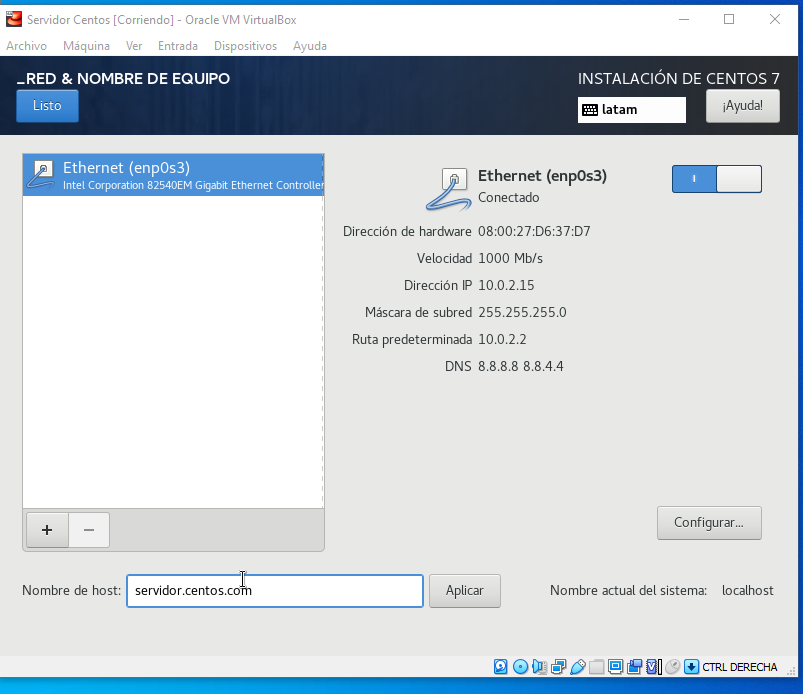 Servidor Centos [Corriendo] - Oracle VM VirtualBox
Archivo Máquina Ver Entrada Dispositivos Ayuda
_RED & NOMBRE DE EQUIPO
INSTALACIÓN DE CENTOS 7
Listo
latam
¡Ayuda!
Ethernet (enp0s3)
Intel Corporation 82540EM Gigabit Ethernet Controller
Ethernet (enp0s3)
Conectado
Dirección de hardware 08:00:27:D6:37:D7
Velocidad 1000 Mb/s
Dirección IP 10.0.2.15
Máscara de subred 255.255.255.0
Ruta predeterminada 10.0.2.2
DNS 8.8.8.8 8.8.4.4
+ −
Configurar...
Nombre de host: servidor.centos.com Aplicar Nombre actual del sistema: localhost
CTRL DERECHA